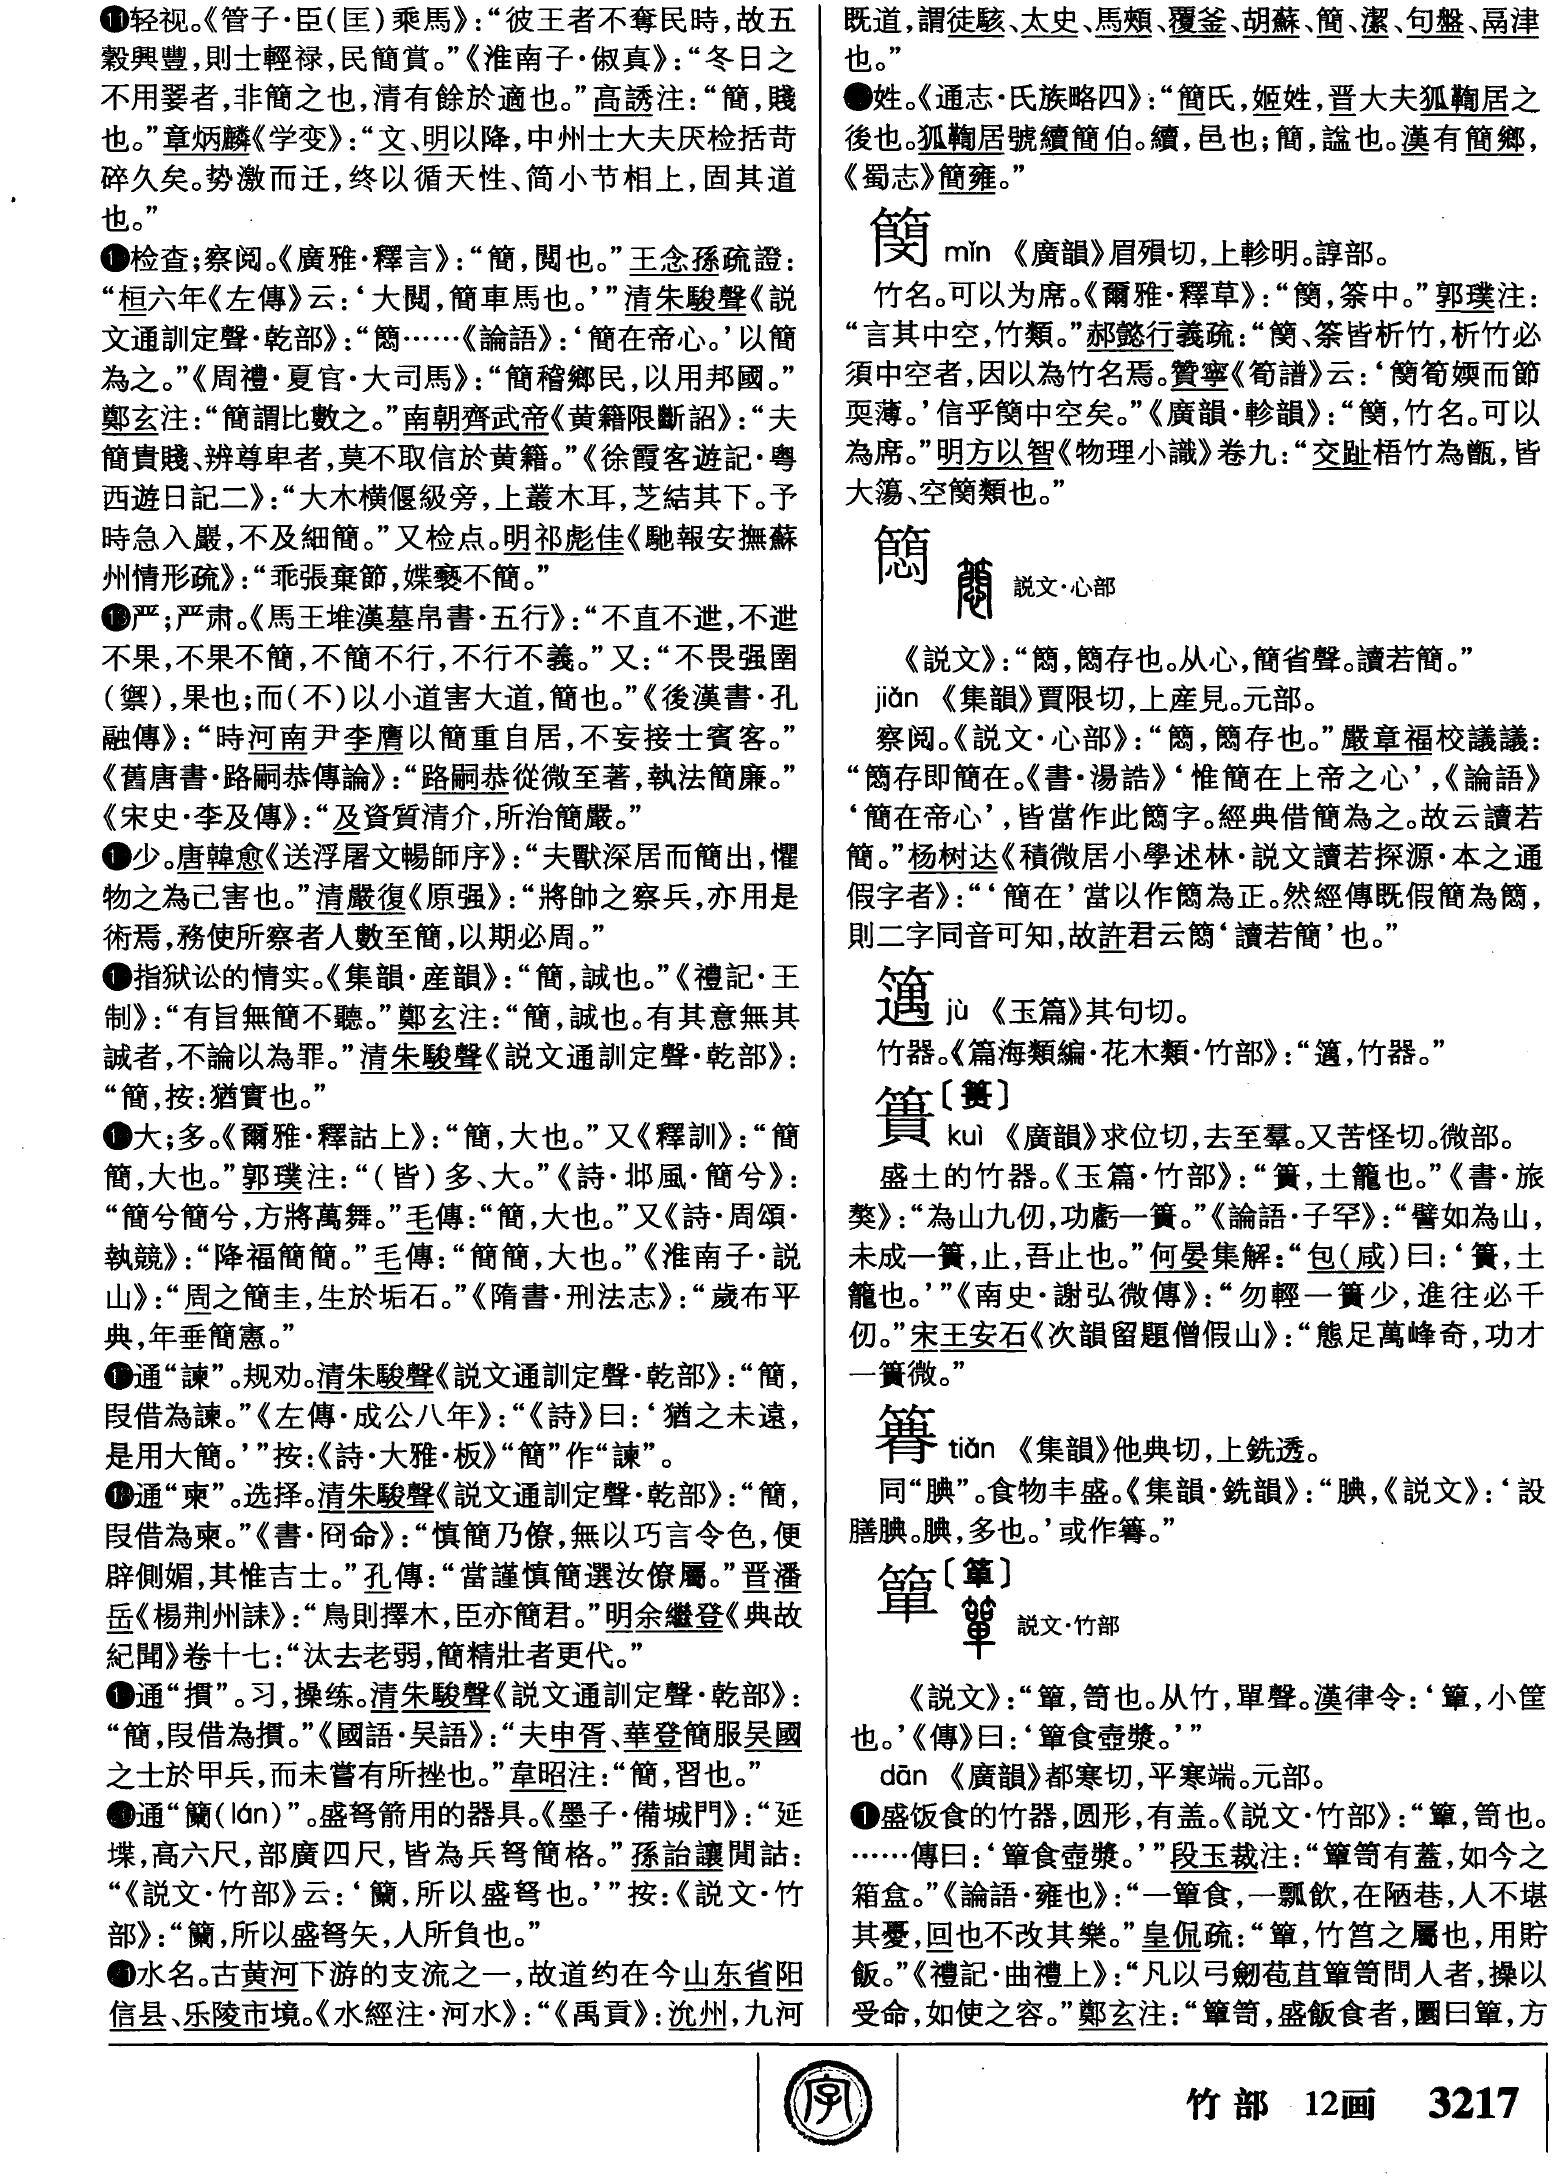 ⓫轻视。《管子·臣(匡)乘馬》：“彼王者不奪民時，故五
穀興豐，則士輕禄，民簡賞。”《淮南子·俶真》：“冬日之
不用翣者，非簡之也，清有餘於適也。”高誘注：“簡，賤
也。”章炳麟《学变》：“文、明以降，中州士大夫厌检括苛
碎久矣。势激而迁，终以循天性、简小节相上，固其道
也。”
检查；察阅。《廣雅·釋言》：“簡，閲也。”王念孫疏證：
“桓六年《左傳》云：‘大閲，簡車馬也。’”清朱駿聲《説
文通訓定聲·乾部》：“𥳑……《論語》：‘簡在帝心。’以簡
為之。”《周禮·夏官·大司馬》：“簡稽鄉民，以用邦國。”
鄭玄注：“簡謂比數之。”南朝齊武帝《黄籍限斷詔》：“夫
簡貴賤、辨尊卑者，莫不取信於黄籍。”《徐霞客遊記·粤
西遊日記二》：“大木横偃級旁，上叢木耳，芝結其下。予
時急入巖，不及細簡。”又检点。明祁彪佳《馳報安撫蘇
州情形疏》：“乖張棄節，媟褻不簡。”
严；严肃。《馬王堆漢墓帛書·五行》：“不直不迣，不迣
不果，不果不簡，不簡不行，不行不義。”又：“不畏强圉
(禦)，果也；而(不)以小道害大道，簡也。”《後漢書·孔
融傳》：“時河南尹李膺以簡重自居，不妄接士賓客。”
《舊唐書·路嗣恭傳論》：“路嗣恭從微至著，執法簡廉。”
《宋史·李及傳》：“及資質清介，所治簡嚴。”
少。唐韓愈《送浮屠文暢師序》：“夫獸深居而簡出，懼
物之為己害也。”清嚴復《原强》：“將帥之察兵，亦用是
術焉，務使所察者人數至簡，以期必周。”
指狱讼的情实。《集韻·産韻》：“簡，誠也。”《禮記·王
制》：“有旨無簡不聽。”鄭玄注：“簡，誠也。有其意無其
誠者，不論以為罪。”清朱駿聲《説文通訓定聲·乾部》：
“簡，按：猶實也。”
大；多。《爾雅·釋詁上》：“簡，大也。”又《釋訓》：“簡
簡，大也。”郭璞注：“(皆)多、大。”《詩·邶風·簡兮》：
“簡兮簡兮，方將萬舞。”毛傳：“簡，大也。”又《詩·周頌·
執競》：“降福簡簡。”毛傳：“簡簡，大也。”《淮南子·説
山》：“周之簡圭，生於垢石。”《隋書·刑法志》：“歲布平
典，年垂簡憲。”
通“諫”。规劝。清朱駿聲《説文通訓定聲·乾部》：“簡，
叚借為諫。”《左傳·成公八年》：“《詩》曰：‘猶之未遠，
是用大簡。’”按：《詩·大雅·板》“簡”作“諫”。
通“柬”。选择。清朱駿聲《説文通訓定聲·乾部》：“簡，
叚借為柬。”《書·冏命》：“慎簡乃僚，無以巧言令色，便
辟側媚，其惟吉士。”孔傳：“當謹慎簡選汝僚屬。”晋潘
岳《楊荆州誄》：“鳥則擇木，臣亦簡君。”明余繼登《典故
紀聞》卷十七：“汰去老弱，簡精壯者更代。”
通“摜”。习，操练。清朱駿聲《説文通訓定聲·乾部》：
“簡，叚借為摜。”《國語·吴語》：“夫申胥、華登簡服吴國
之士於甲兵，而未嘗有所挫也。”韋昭注：“簡，習也。”
通“籣(lán)”。盛弩箭用的器具。《墨子·備城門》：“延
堞，高六尺，部廣四尺，皆為兵弩簡格。”孫詒讓閒詁：
“《説文·竹部》云：‘籣，所以盛弩也。’”按：《説文·竹
部》：“籣，所以盛弩矢，人所負也。”
水名。古黄河下游的支流之一，故道约在今山东省阳
信县、乐陵市境。《水經注·河水》：“《禹貢》：沇州，九河
既道，謂徒駭、太史、馬頰、覆釜、胡蘇、簡、潔、句盤、鬲津
也。”
姓。《通志·氏族略四》：“簡氏，姬姓，晋大夫狐鞫居之
後也。狐鞫居號續簡伯。續，邑也；簡，諡也。漢有簡鄉，
《蜀志》簡雍。”
簢 mǐn 《廣韻》眉殞切，上軫明。諄部。
竹名。可以为席。《爾雅·釋草》：“簢，筡中。”郭璞注：
“言其中空，竹類。”郝懿行義疏：“簢、筡皆析竹，析竹必
須中空者，因以為竹名焉。贊寧《筍譜》云：‘簢筍媆而節
耎薄。’信乎簢中空矣。”《廣韻·軫韻》：“簢，竹名。可以
為席。”明方以智《物理小識》卷九：“交趾梧竹為甑，皆
大簜、空簢類也。”
𥳑 説文·心部
《説文》：“𥳑，𥳑存也。从心，簡省聲。讀若簡。”
jiǎn 《集韻》賈限切，上産見。元部。
察阅。《説文·心部》：“𥳑，𥳑存也。”嚴章福校議議：
“𥳑存即簡在。《書·湯誥》‘惟簡在上帝之心’，《論語》
‘簡在帝心’，皆當作此𥳑字。經典借簡為之。故云讀若
簡。”杨树达《積微居小學述林·説文讀若探源·本之通
假字者》：“‘簡在’當以作𥳑為正。然經傳既假簡為𥳑，
則二字同音可知，故許君云𥳑‘讀若簡’也。”
jù 《玉篇》其句切。
竹器。《篇海類編·花木類·竹部》：“，竹器。”
簣〔篑〕
kuì 《廣韻》求位切，去至羣。又苦怪切。微部。
盛土的竹器。《玉篇·竹部》：“簣，土籠也。”《書·旅
獒》：“為山九仞，功虧一簣。”《論語·子罕》：“譬如為山，
未成一簣，止，吾止也。”何晏集解：“包(咸)曰：‘簣，土
籠也。’”《南史·謝弘微傳》：“勿輕一簣少，進往必千
仞。”宋王安石《次韻留題僧假山》：“態足萬峰奇，功才
一簣微。”
tiǎn 《集韻》他典切，上銑透。
同“腆”。食物丰盛。《集韻·銑韻》：“腆，《説文》：‘設
膳腆。腆，多也。’或作。”
簞〔箪〕
説文·竹部
《説文》：“簞，笥也。从竹，單聲。漢律令：‘簞，小筐
也。’《傳》曰：‘簞食壺漿。’”
dān 《廣韻》都寒切，平寒端。元部。
❶盛饭食的竹器，圆形，有盖。《説文·竹部》：“簞，笥也。
……傳曰：‘簞食壺漿。’”段玉裁注：“簞笥有蓋，如今之
箱盒。”《論語·雍也》：“一簞食，一瓢飲，在陋巷，人不堪
其憂，回也不改其樂。”皇侃疏：“簞，竹筥之屬也，用貯
飯。”《禮記·曲禮上》：“凡以弓劒苞苴簞笥問人者，操以
受命，如使之容。”鄭玄注：“簞笥，盛飯食者，圜曰簞，方
字
竹部 12画 3217